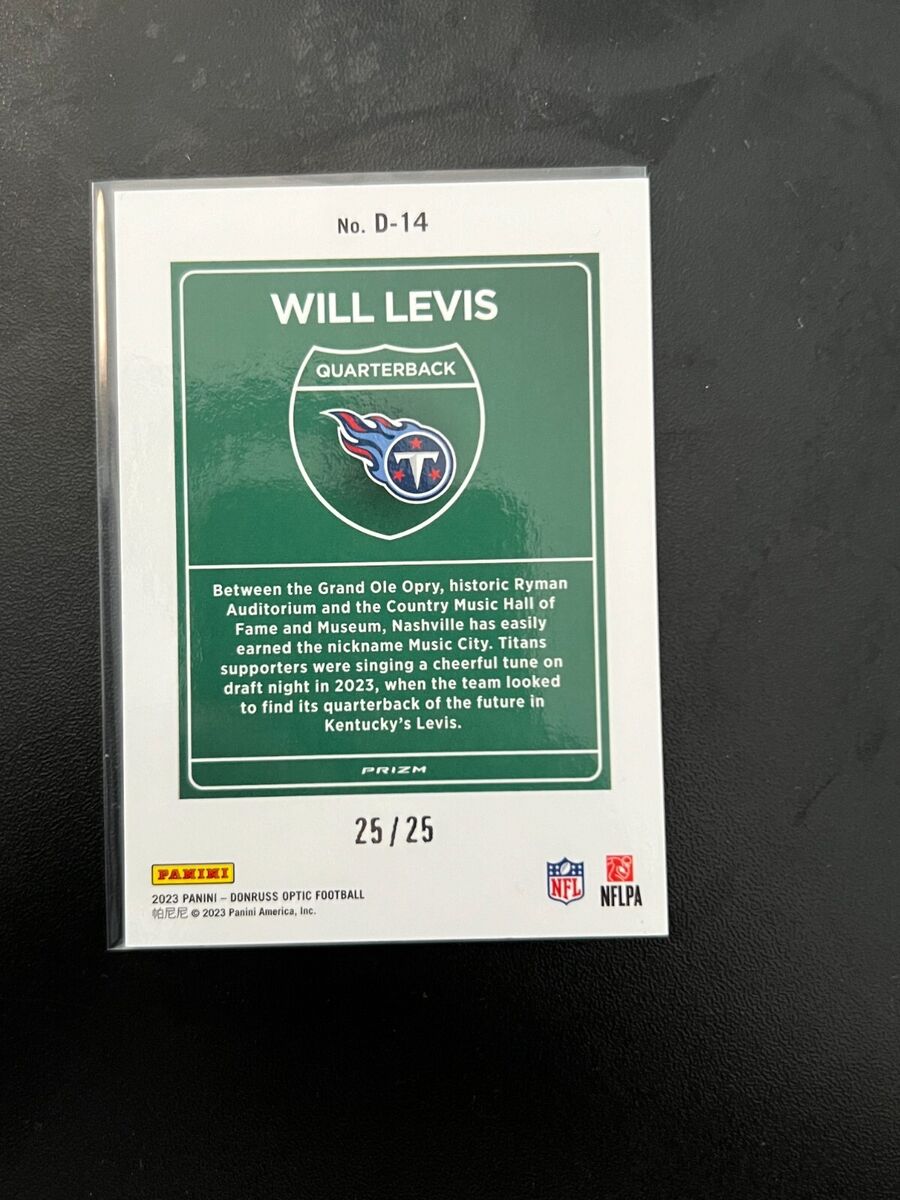 No. D-14
WILL LEVIS
QUARTERBACK
T
Between the Grand Ole Opry, historic Ryman
Auditorium and the Country Music Hall of
Fame and Museum, Nashville has easily
earned the nickname Music City. Titans
supporters were singing a cheerful tune on
draft night in 2023, when the team looked
to find its quarterback of the future in
Kentucky's Levis.
PRIZM
25/25
PANINI
2023 PANINI – DONRUSS OPTIC FOOTBALL
帕尼尼 © 2023 Panini America, Inc.
NFL
NFLPA